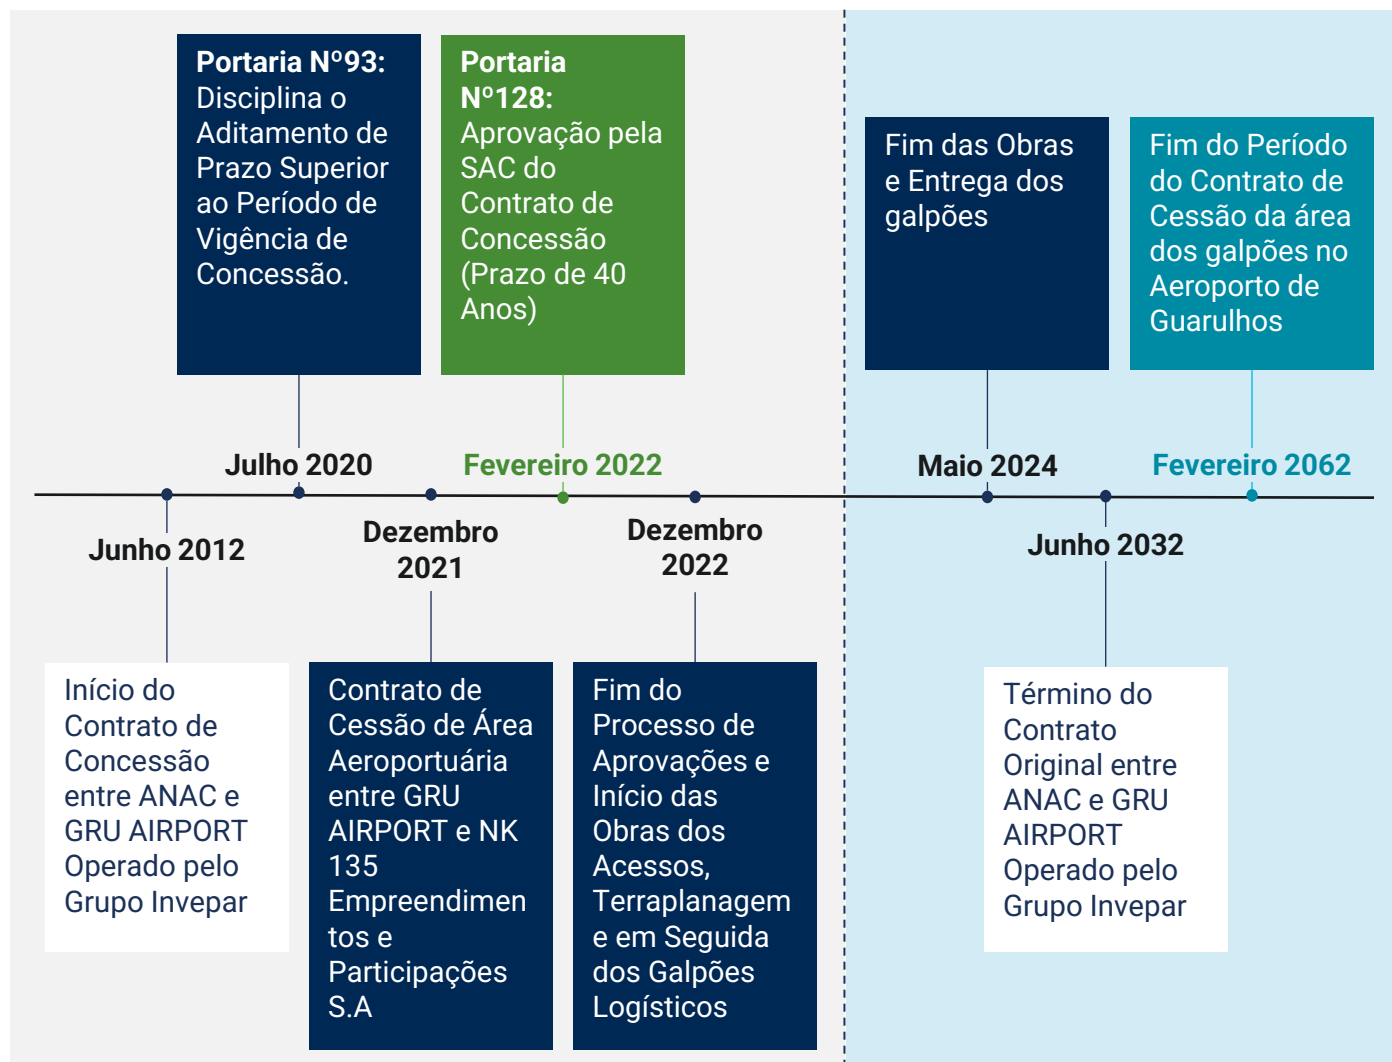 Portaria Nº93:
Disciplina o
Aditamento de
Prazo Superior
ao Período de
Vigência de
Concessão.
Portaria
Nº128:
Aprovação pela
SAC do
Contrato de
Concessão
(Prazo de 40
Anos)
Fim das Obras
e Entrega dos
galpões
Fim do Período
do Contrato de
Cessão da área
dos galpões no
Aeroporto de
Guarulhos
Julho 2020
Fevereiro 2022
Maio 2024
Fevereiro 2062
Junho 2012
Dezembro
2021
Dezembro
2022
Junho 2032
Início do
Contrato de
Concessão
entre ANAC e
GRU AIRPORT
Operado pelo
Grupo Invepar
Contrato de
Cessão de Área
Aeroportuária
entre GRU
AIRPORT e NK
135
Empreendimen
tos e
Participações
S.A
Fim do
Processo de
Aprovações e
Início das
Obras dos
Acessos,
Terraplanagem
e em Seguida
dos Galpões
Logísticos
Término do
Contrato
Original entre
ANAC e GRU
AIRPORT
Operado pelo
Grupo Invepar